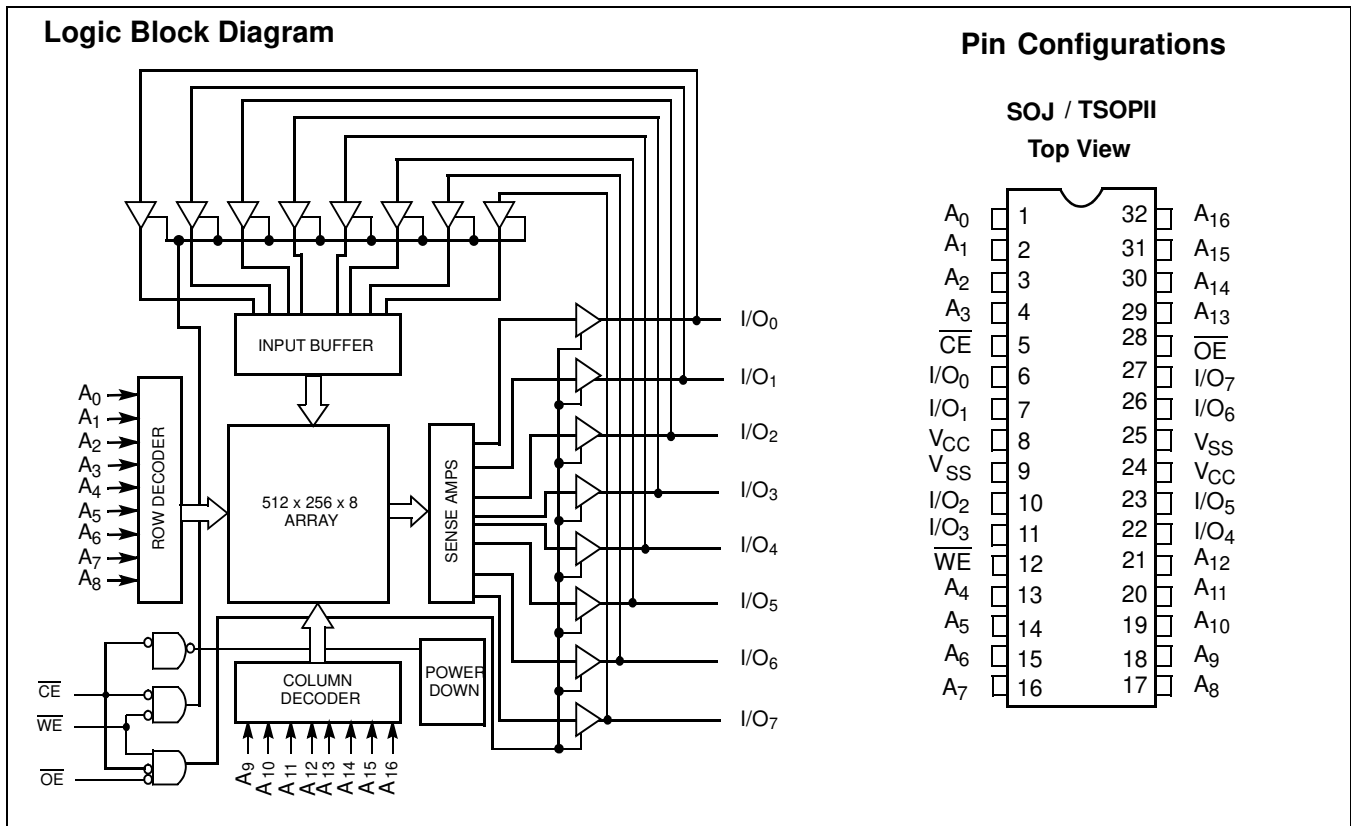 Logic Block Diagram
INPUT BUFFER
A0
A1
A2
A3
A4
A5
A6
A7
A8
ROW DECODER
512 x 256 x 8
ARRAY
SENSE AMPS
I/O0
I/O1
I/O2
I/O3
I/O4
I/O5
I/O6
I/O7
CE
WE
OE
COLUMN
DECODER
POWER
DOWN
A9
A10
A11
A12
A13
A14
A15
A16
Pin Configurations
SOJ / TSOPII
Top View
A0 1 32 A16
A1 2 31 A15
A2 3 30 A14
A3 4 29 A13
CE 5 28 OE
I/O0 6 27 I/O7
I/O1 7 26 I/O6
VCC 8 25 VSS
VSS 9 24 VCC
I/O2 10 23 I/O5
I/O3 11 22 I/O4
WE 12 21 A12
A4 13 20 A11
A5 14 19 A10
A6 15 18 A9
A7 16 17 A8